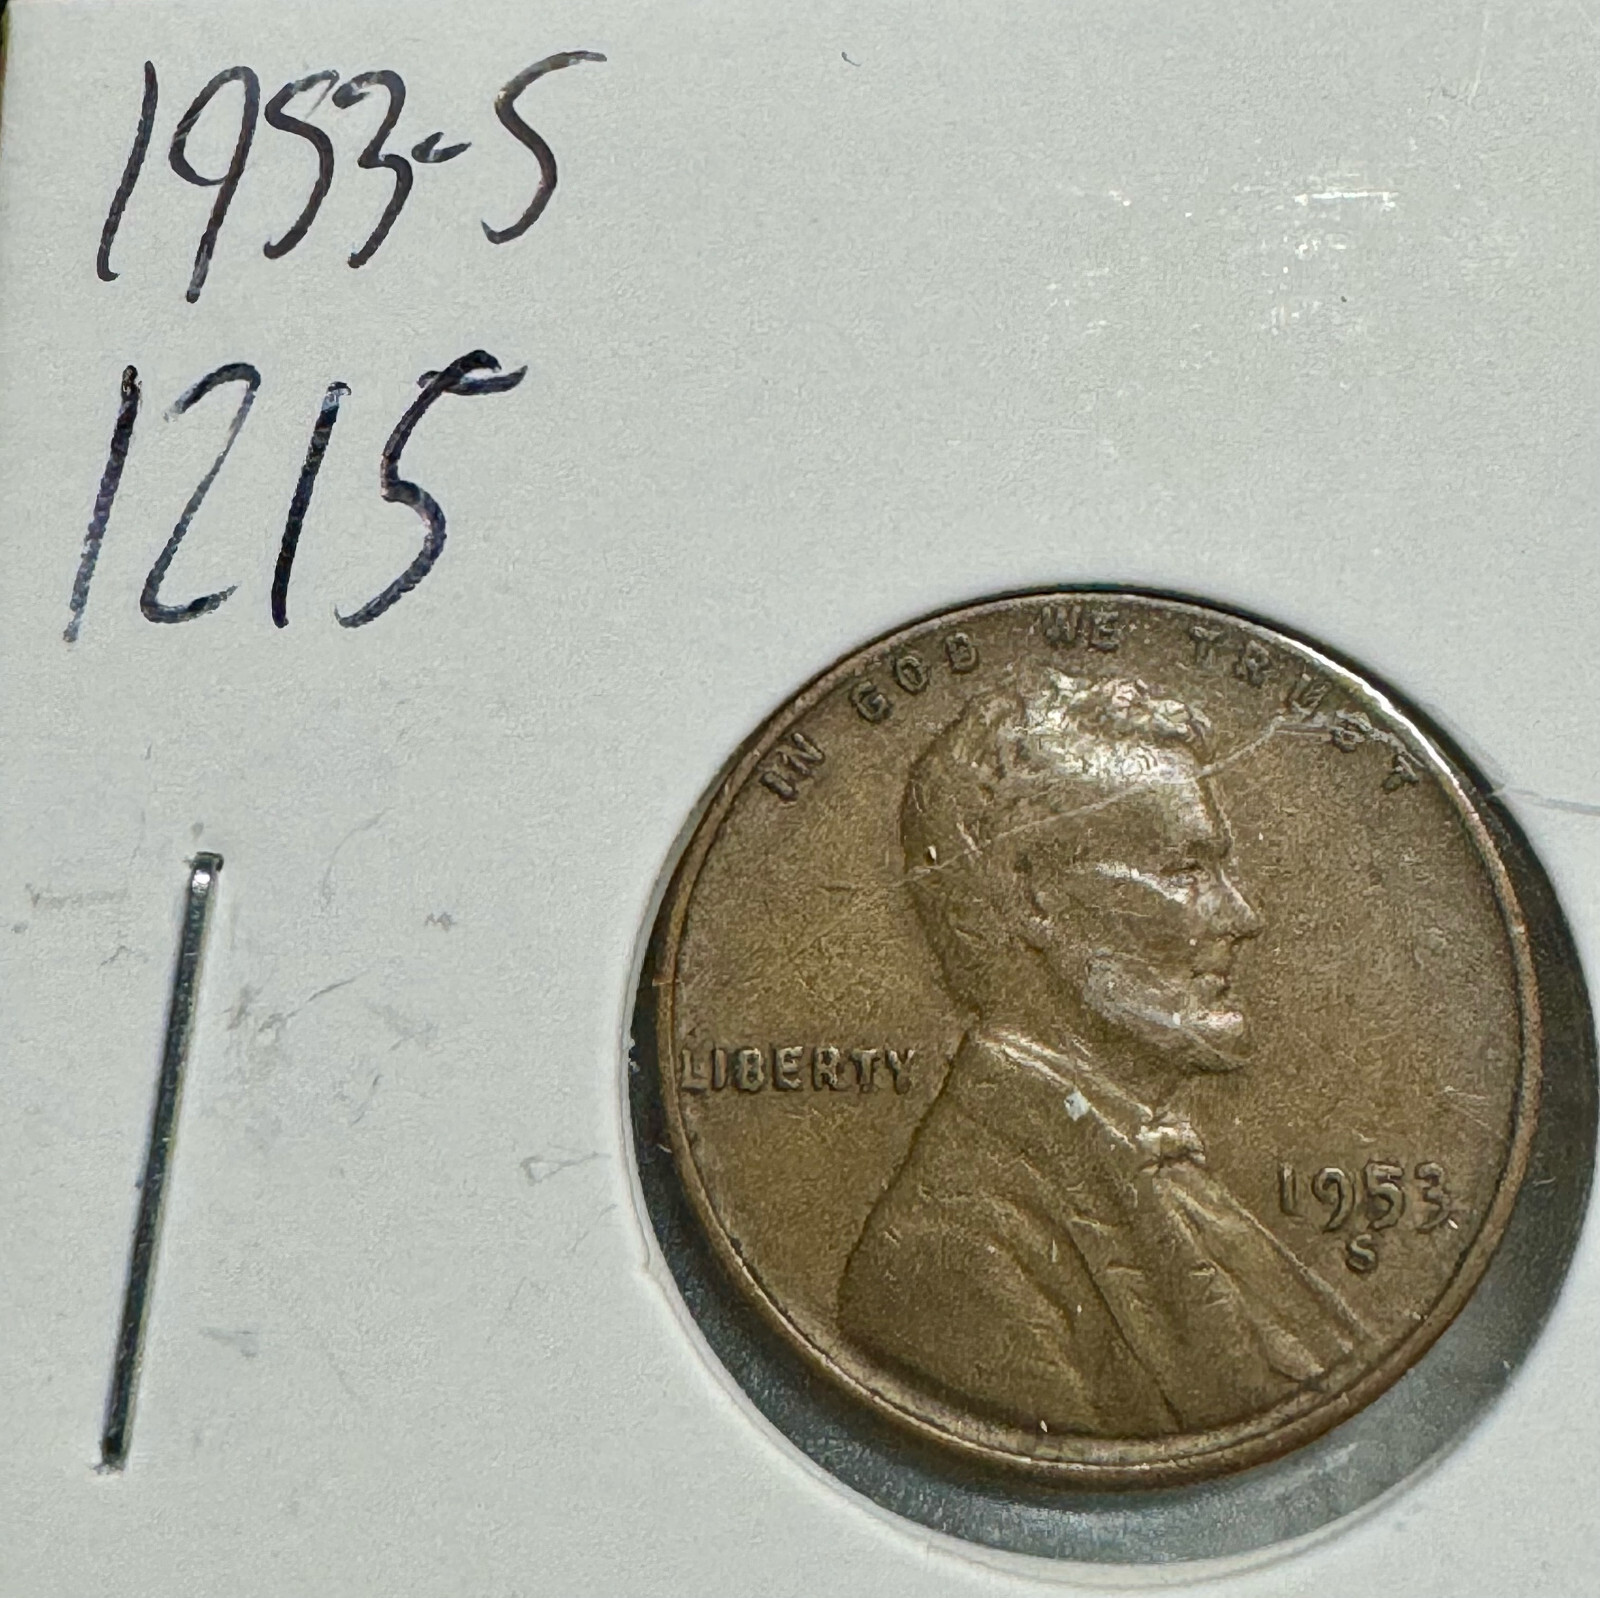 1953-S
1215
IN GOD WE TRUST
LIBERTY
1953
S